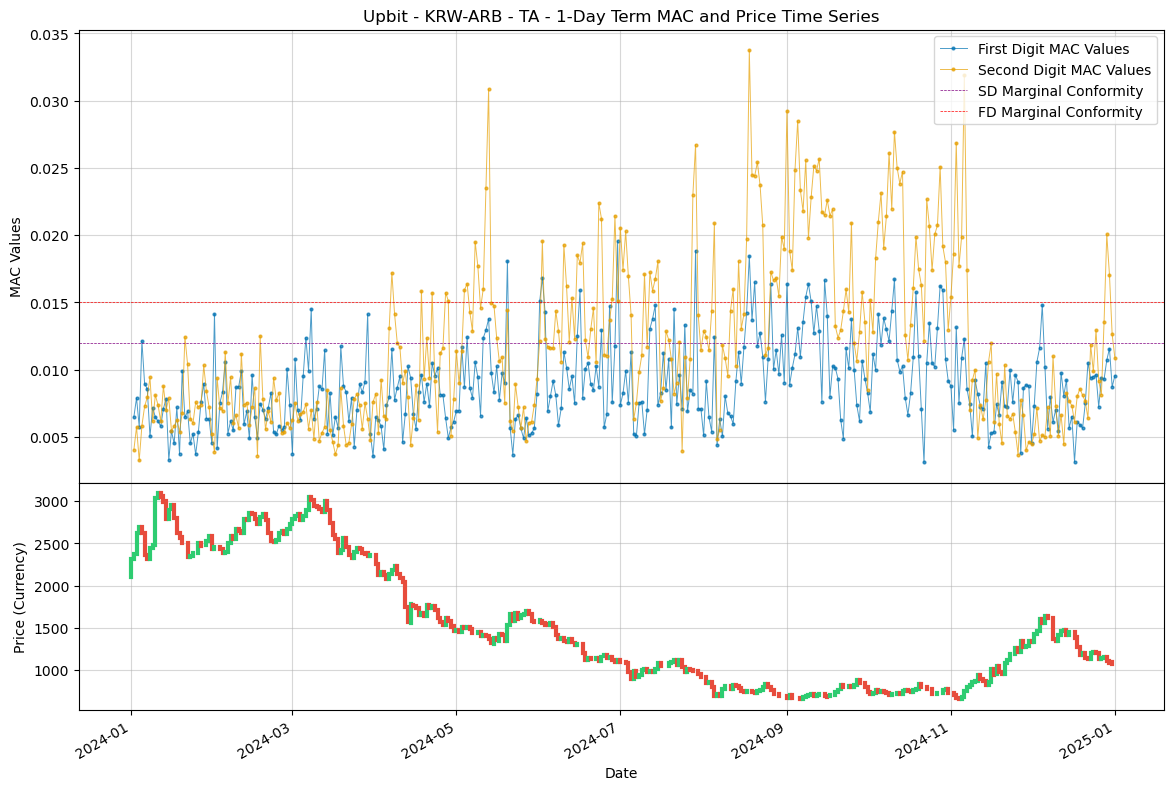 Upbit - KRW-ARB - TA - 1-Day Term MAC and Price Time Series
First Digit MAC Values
Second Digit MAC Values
SD Marginal Conformity
FD Marginal Conformity
MAC Values
0.035
0.030
0.025
0.020
0.015
0.010
0.005
Price (Currency)
3000
2500
2000
1500
1000
2024-01
2024-03
2024-05
2024-07
2024-09
2024-11
2025-01
Date